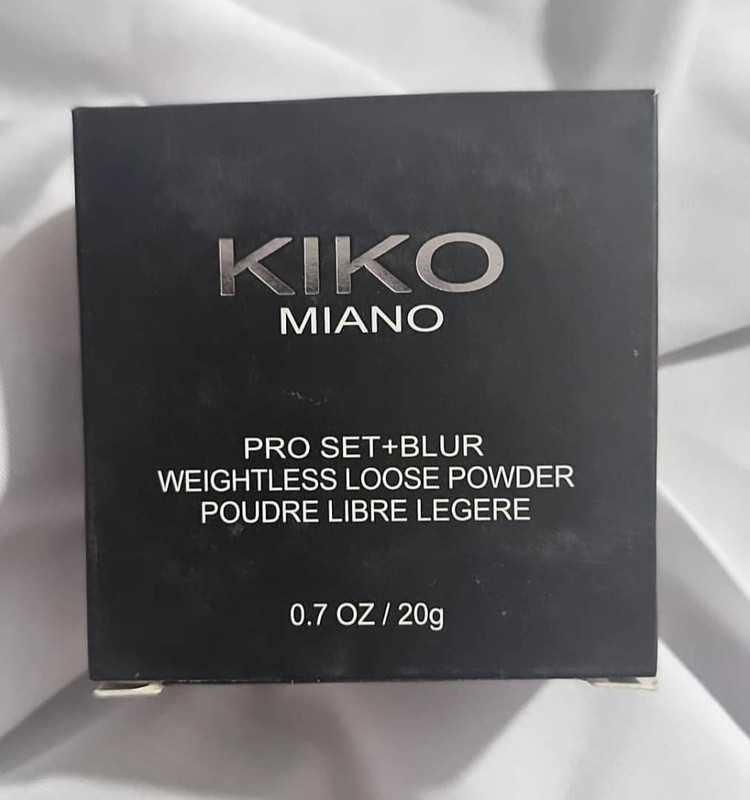 KIKO
MIANO
PRO SET+BLUR
WEIGHTLESS LOOSE POWDER
POUDRE LIBRE LEGERE
0.7 OZ / 20g